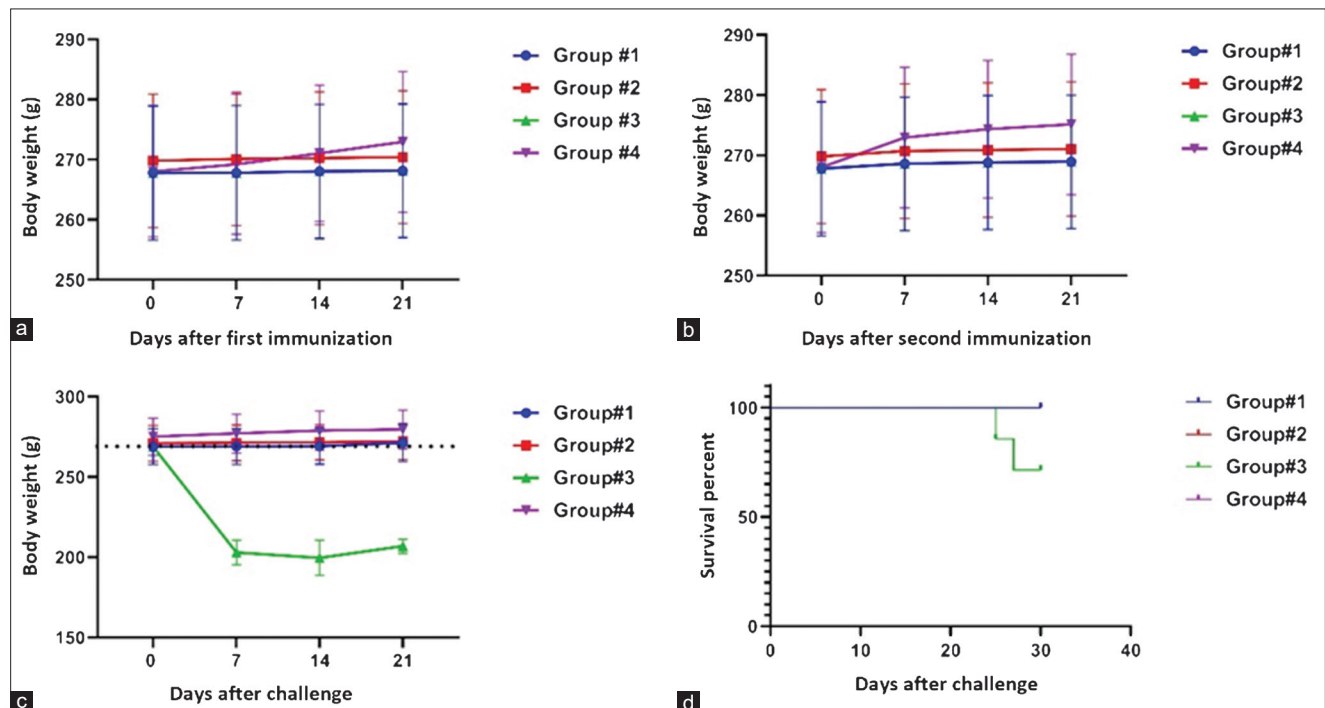 290
280
270
260
250
Body weight (g)
0 7 14 21
Days after first immunization
Group #1
Group #2
Group #3
Group #4
a
290
280
270
260
250
Body weight (g)
0 7 14 21
Days after second immunization
Group#1
Group#2
Group#3
Group#4
b
300
250
200
150
Body weight (g)
0 7 14 21
Days after challenge
Group#1
Group#2
Group#3
Group#4
c
100
50
0
Survival percent
0 10 20 30 40
Days after challenge
Group#1
Group#2
Group#3
Group#4
d